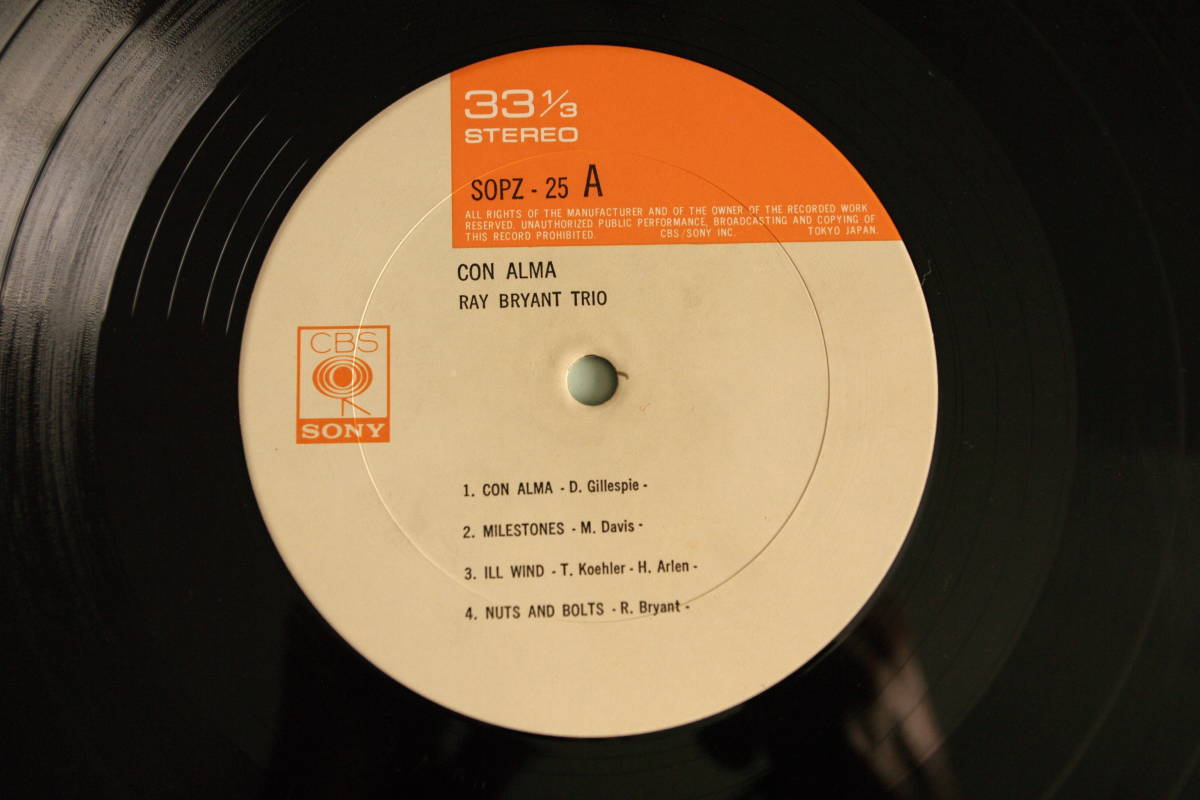 33 1/3
STEREO
SOPZ - 25 A
ALL RIGHTS OF THE MANUFACTURER AND OF THE OWNER OF THE RECORDED WORK
RESERVED. UNAUTHORIZED PUBLIC PERFORMANCE, BROADCASTING AND COPYING OF
THIS RECORD PROHIBITED. CBS/SONY INC. TOKYO JAPAN.
CON ALMA
RAY BRYANT TRIO
CBS
SONY
1. CON ALMA - D. Gillespie -
2. MILESTONES - M. Davis -
3. ILL WIND - T. Koehler - H. Arlen -
4. NUTS AND BOLTS - R. Bryant -